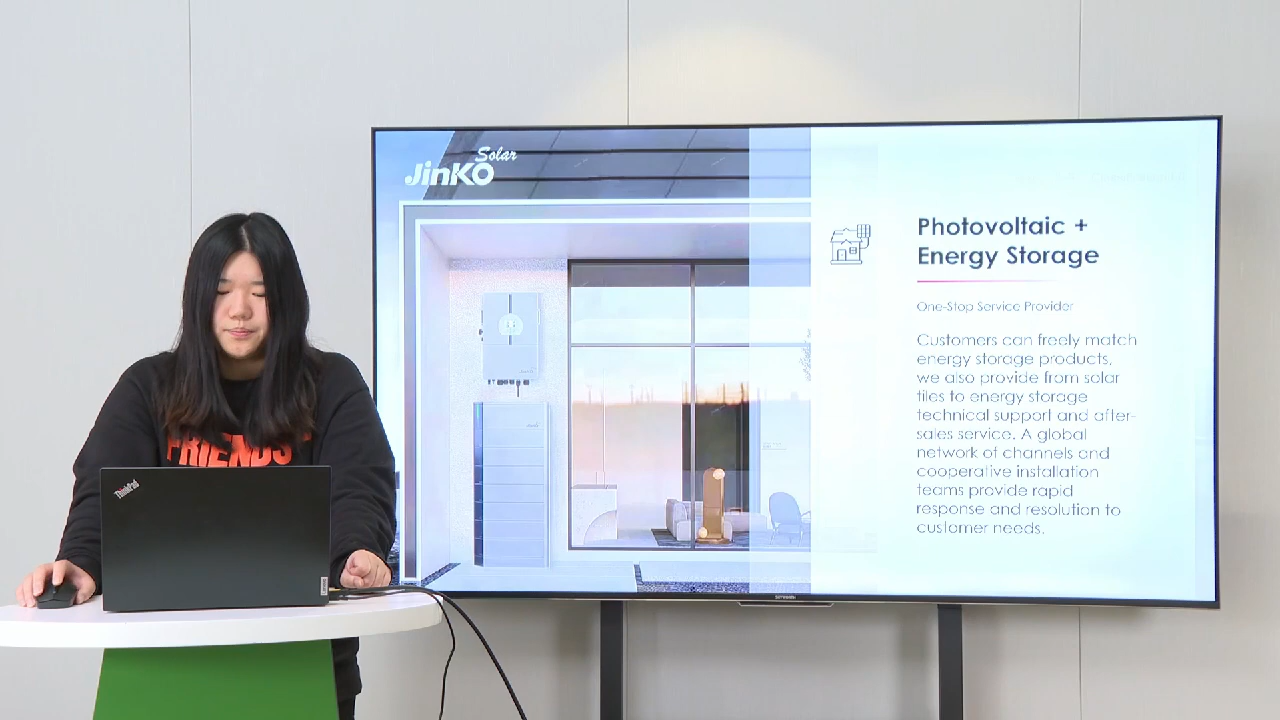 Solar
JinKO
Photovoltaic +
Energy Storage
One-Stop Service Provider
Customers can freely match
energy storage products,
we also provide from solar
tiles to energy storage
technical support and after-
sales service. A global
network of channels and
cooperative installation
teams provide rapid
response and resolution to
customer needs.
FRIENDS
ThinkPad
Lenovo